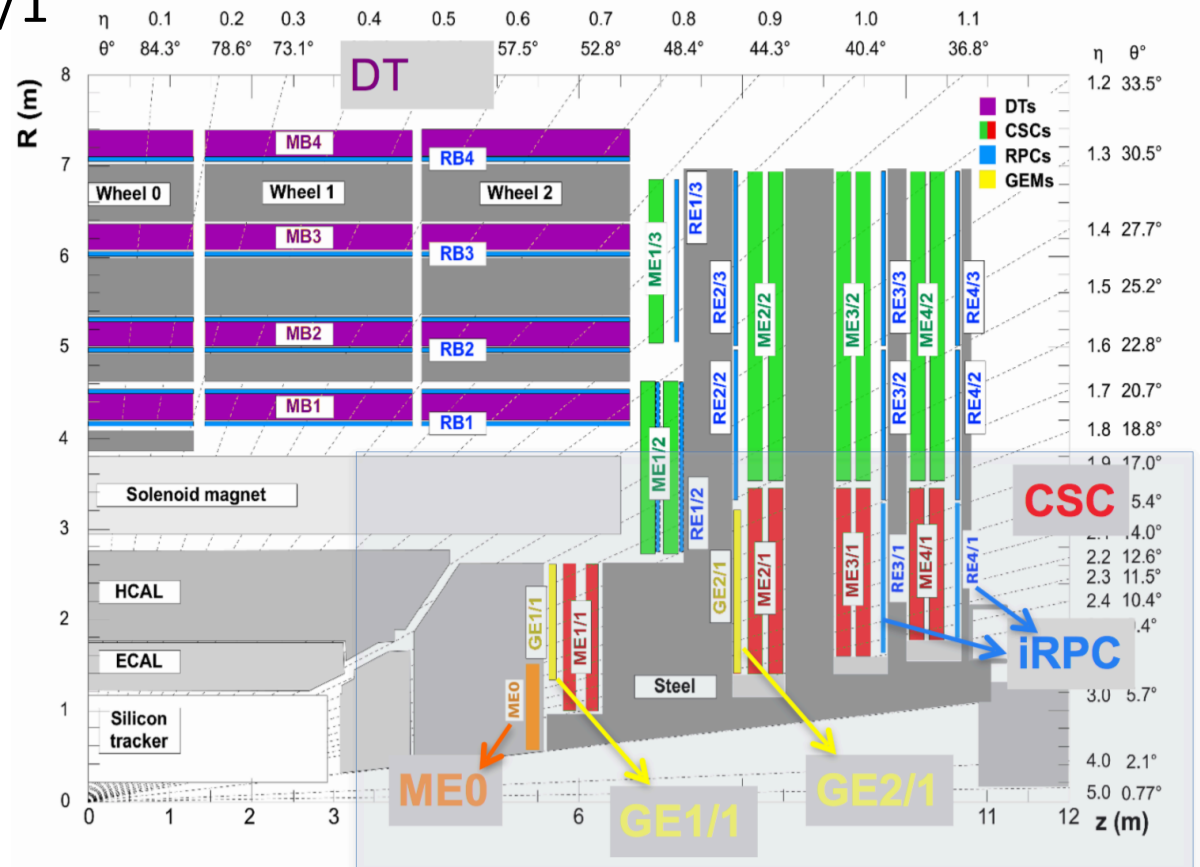 /1
η 0.1 0.2 0.3 0.4 0.5 0.6 0.7 0.8 0.9 1.0 1.1
θ° 84.3° 78.6° 73.1° 57.5° 52.8° 48.4° 44.3° 40.4° 36.8° η θ°
DT
R (m)
8
7
6
5
4
3
2
1
0
1.2 33.5°
1.3 30.5°
1.4 27.7°
1.5 25.2°
1.6 22.8°
1.7 20.7°
1.8 18.8°
1.9 17.0°
5.4°
14.0°
2.2 12.6°
2.3 11.5°
2.4 10.4°
.4°
3.0 5.7°
4.0 2.1°
5.0 0.77°
DTs
CSCs
RPCs
GEMs
MB4
RB4
Wheel 0
Wheel 1
Wheel 2
MB3
RB3
MB2
RB2
MB1
RB1
ME1/3
RE1/3
RE2/3
ME2/2
ME3/2
RE3/3
ME4/2
RE4/3
RE2/2
RE3/2
RE4/2
ME1/2
RE1/2
Solenoid magnet
HCAL
ECAL
Silicon
tracker
CSC
GE1/1
ME1/1
GE2/1
ME2/1
ME3/1
RE3/1
ME4/1
RE4/1
iRPC
ME0
Steel
ME0
GE1/1
GE2/1
0 1 2 3 6 11 12
z (m)